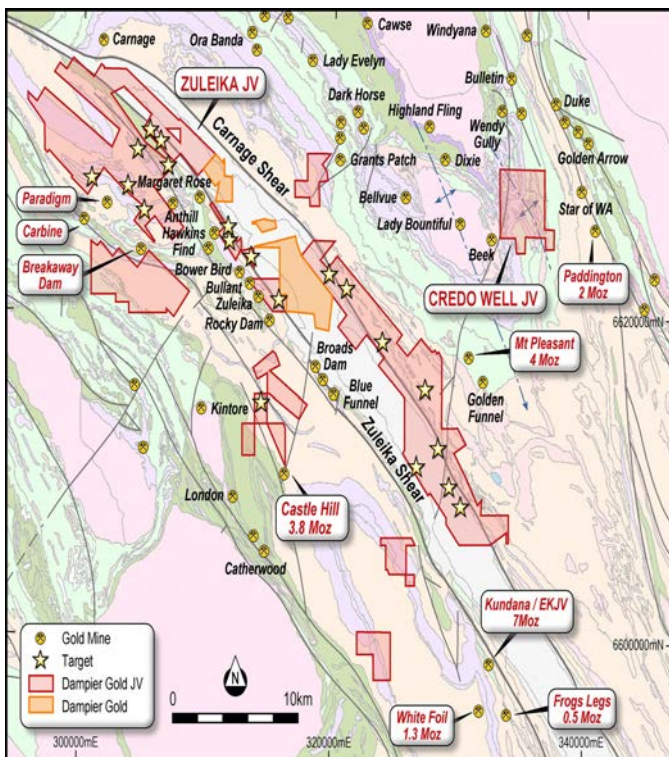 Carnage
Ora Banda
Cawse
Windyana
Lady Evelyn
ZULEIKA JV
Bulletin
Dark Horse
Duke
Highland Fling
Carnage Shear
Wendy
Gully
Golden Arrow
Grants Patch
Dixie
Margaret Rose
Paradigm
Bellvue
Star of WA
Anthill
Carbine
Hawkins
Find
Lady Bountiful
Beek
Breakaway
Dam
Bower Bird
Paddington
2 Moz
Bullant
CREDO WELL JV
Zuleika
Rocky Dam
6620000mN
Broads
Dam
Mt Pleasant
4 Moz
Blue
Funnel
Golden
Funnel
Kintore
Zuleika Shear
London
Castle Hill
3.8 Moz
Catherwood
Kundana / EKJV
7Moz
Gold Mine
Target
Dampier Gold JV
Dampier Gold
N
0
10km
6600000mN
White Foil
1.3 Moz
Frogs Legs
0.5 Moz
300000mE
320000mE
340000mE